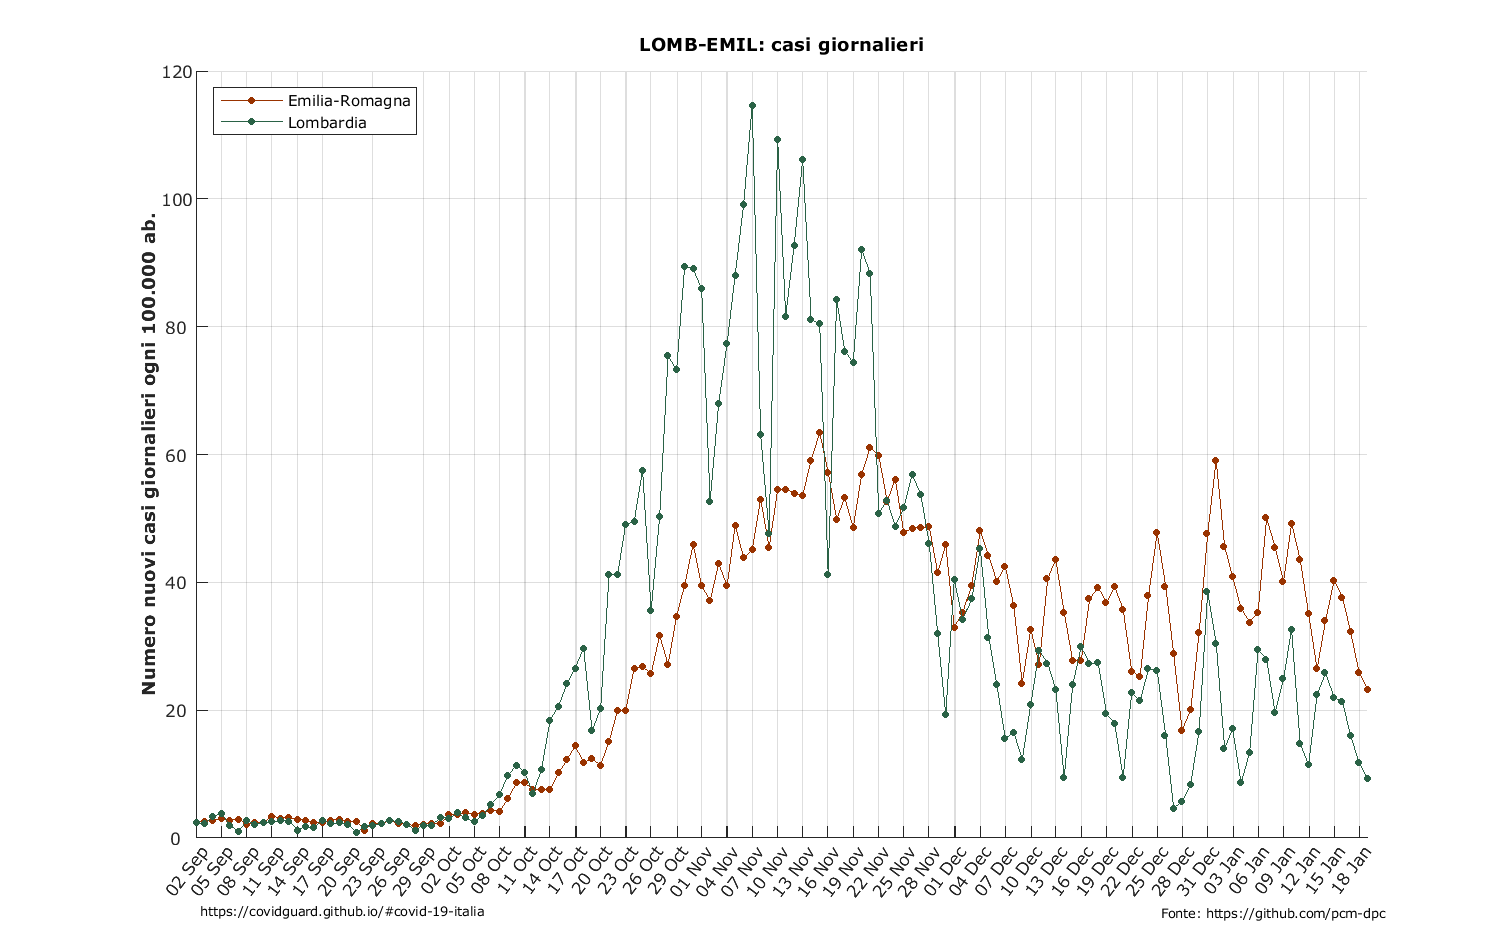 LOMB-EMIL: casi giornalieri
Emilia-Romagna
Lombardia
Numero nuovi casi giornalieri ogni 100.000 ab.
120
100
80
60
40
20
0
02 Sep
05 Sep
08 Sep
11 Sep
14 Sep
17 Sep
20 Sep
23 Sep
26 Sep
29 Sep
02 Oct
05 Oct
08 Oct
11 Oct
14 Oct
17 Oct
20 Oct
23 Oct
26 Oct
29 Oct
01 Nov
04 Nov
07 Nov
10 Nov
13 Nov
16 Nov
19 Nov
22 Nov
25 Nov
28 Nov
01 Dec
04 Dec
07 Dec
10 Dec
13 Dec
16 Dec
19 Dec
22 Dec
25 Dec
28 Dec
31 Dec
03 Jan
06 Jan
09 Jan
12 Jan
15 Jan
18 Jan
https://covidguard.github.io/#covid-19-italia
Fonte: https://github.com/pcm-dpc